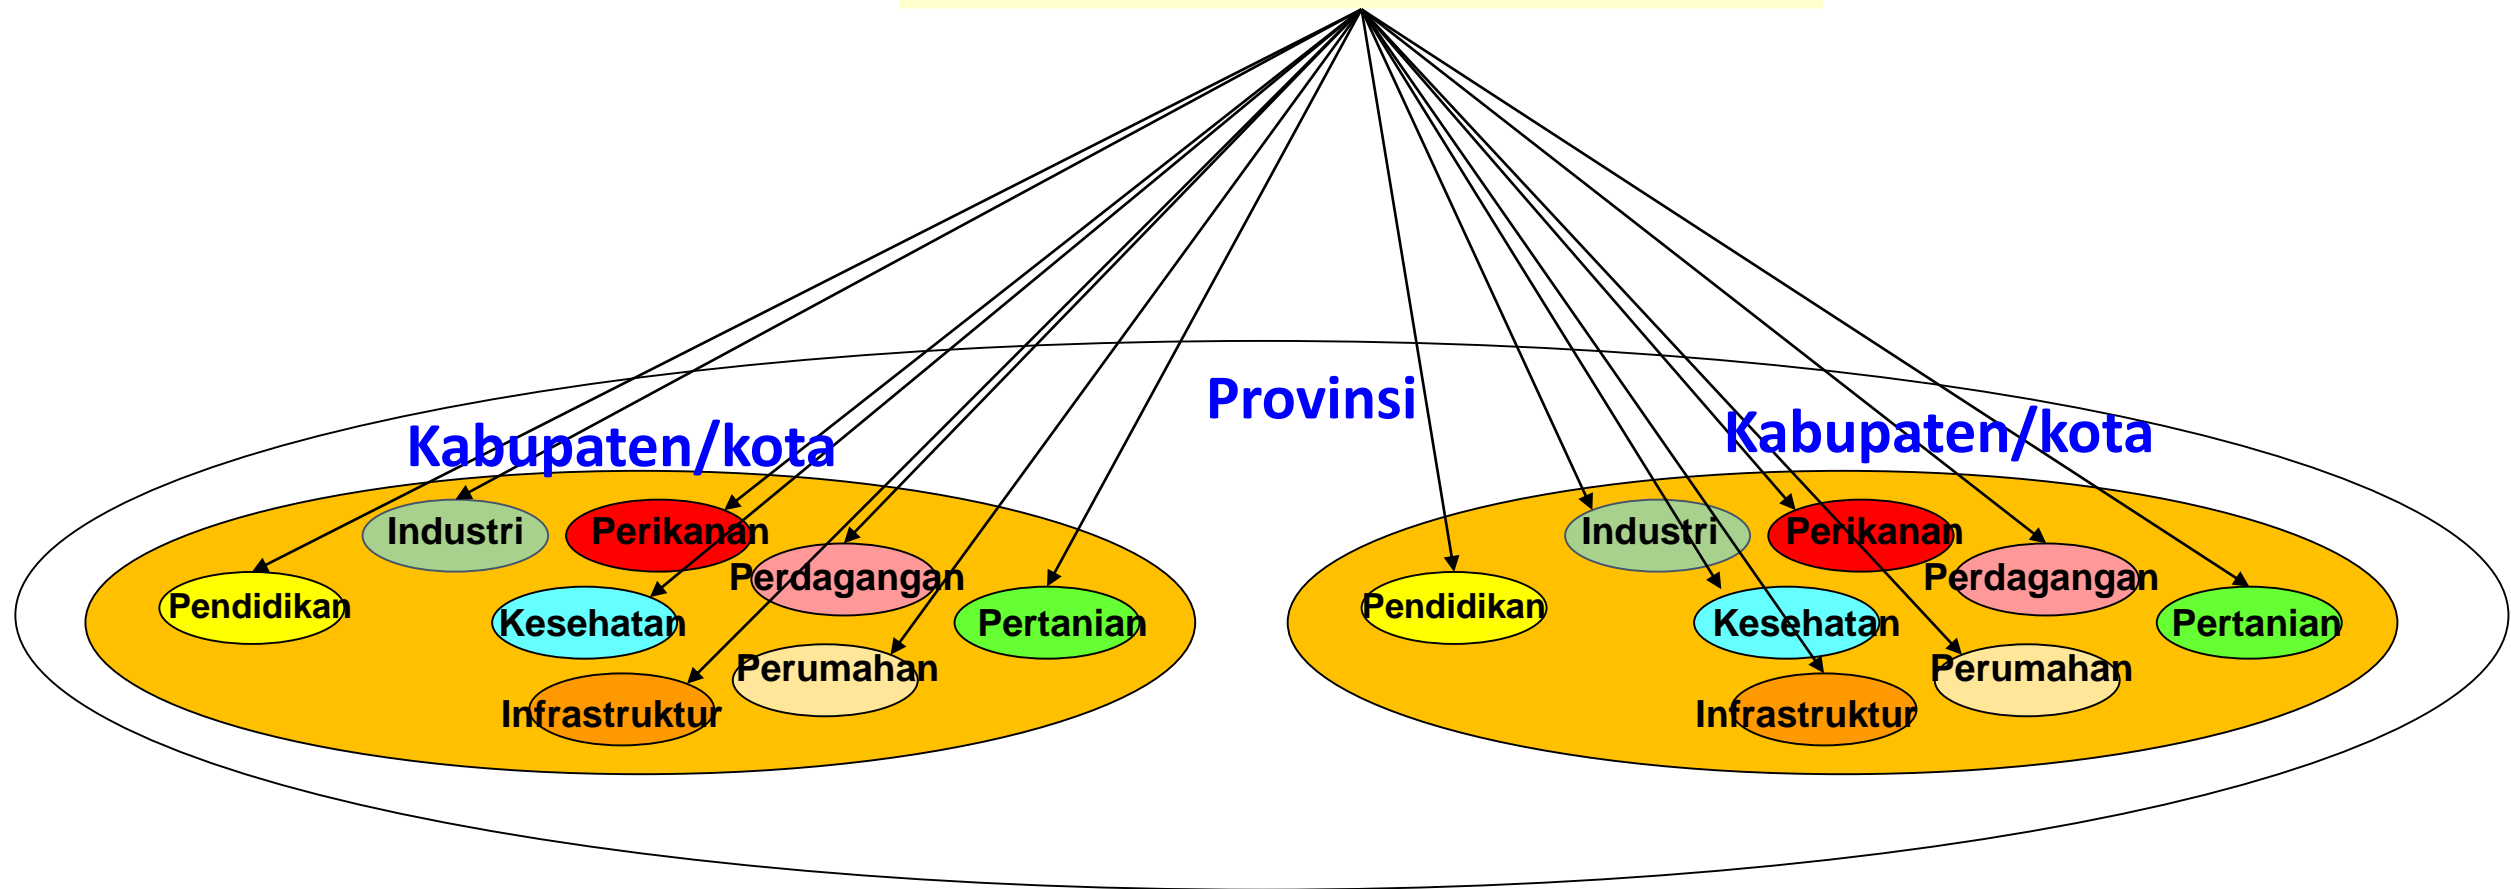 Provinsi
Kabupaten/kota
Industri
Perikanan
Perdagangan
Pendidikan
Kesehatan
Pertanian
Perumahan
Infrastruktur
Kabupaten/kota
Industri
Perikanan
Perdagangan
Pendidikan
Kesehatan
Pertanian
Perumahan
Infrastruktur